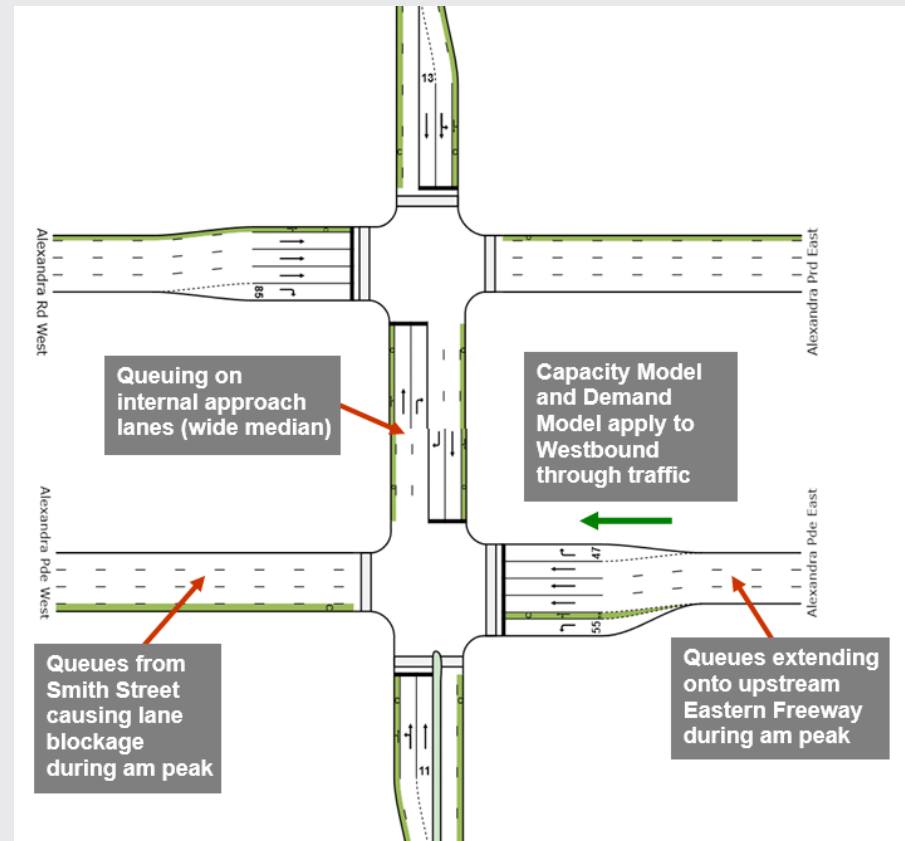 13
Alexandra Rd West
85
Alexandra Prd East
Queuing on
internal approach
lanes (wide median)
Capacity Model
and Demand
Model apply to
Westbound
through traffic
Alexandra Pde West
47
55
Alexandra Pde East
Queues from
Smith Street
causing lane
blockage
during am peak
11
Queues extending
onto upstream
Eastern Freeway
during am peak